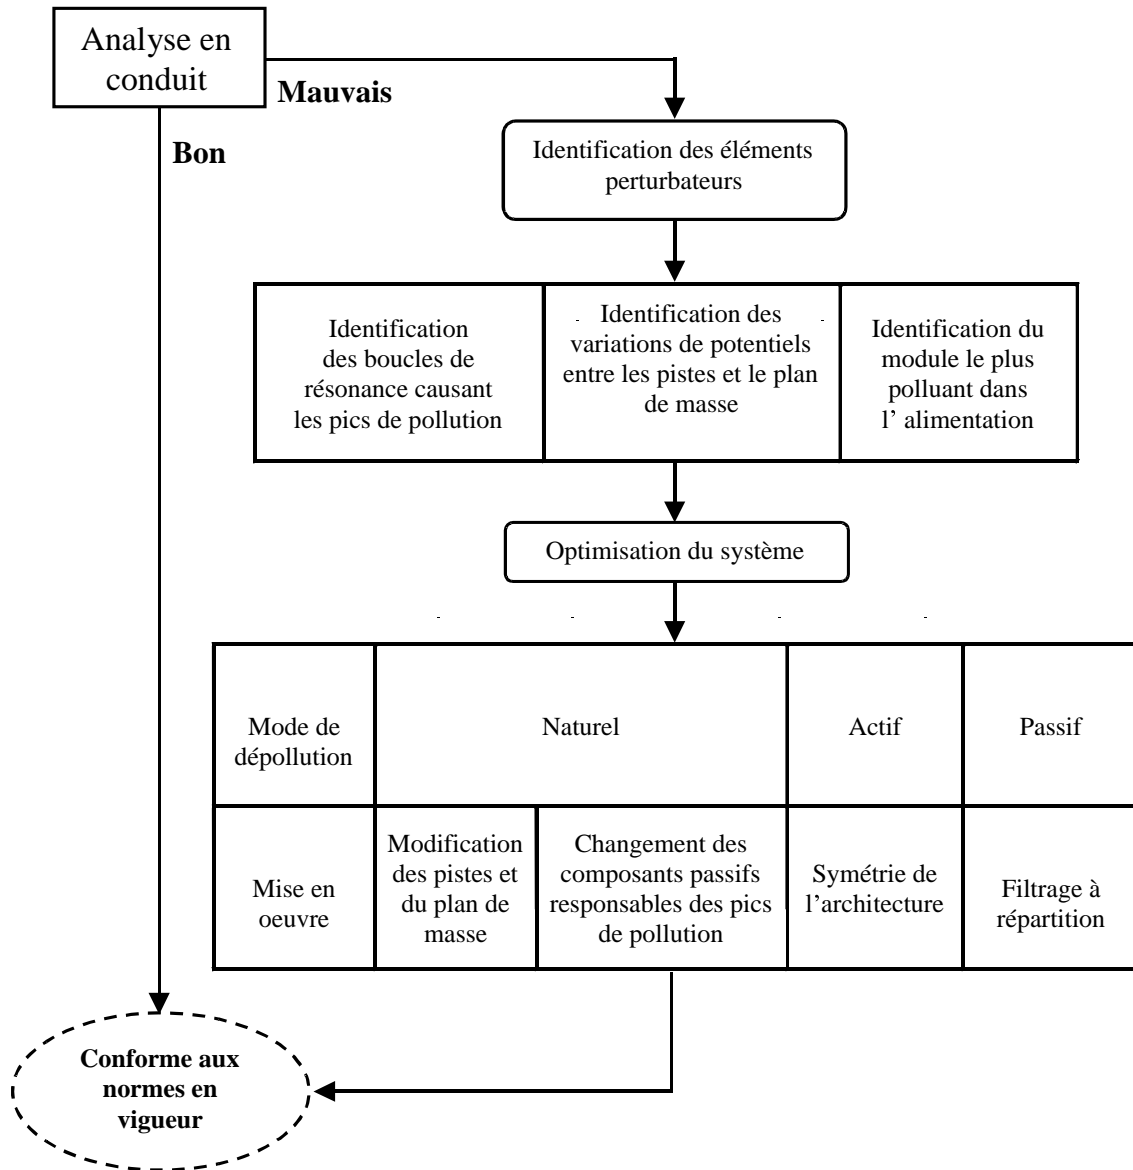 Analyse en
conduit
Mauvais
Bon
Identification des éléments
perturbateurs
Identification
des boucles de
résonance causant
les pics de pollution
Identification des
variations de potentiels
entre les pistes et le plan
de masse
Identification du
module le plus
polluant dans
l’ alimentation
Optimisation du système
Mode de
dépollution
Naturel
Actif
Passif
Mise en
oeuvre
Modification
des pistes et
du plan de
masse
Changement des
composants passifs
responsables des pics
de pollution
Symétrie de
l’architecture
Filtrage à
répartition
Conforme aux
normes en
vigueur